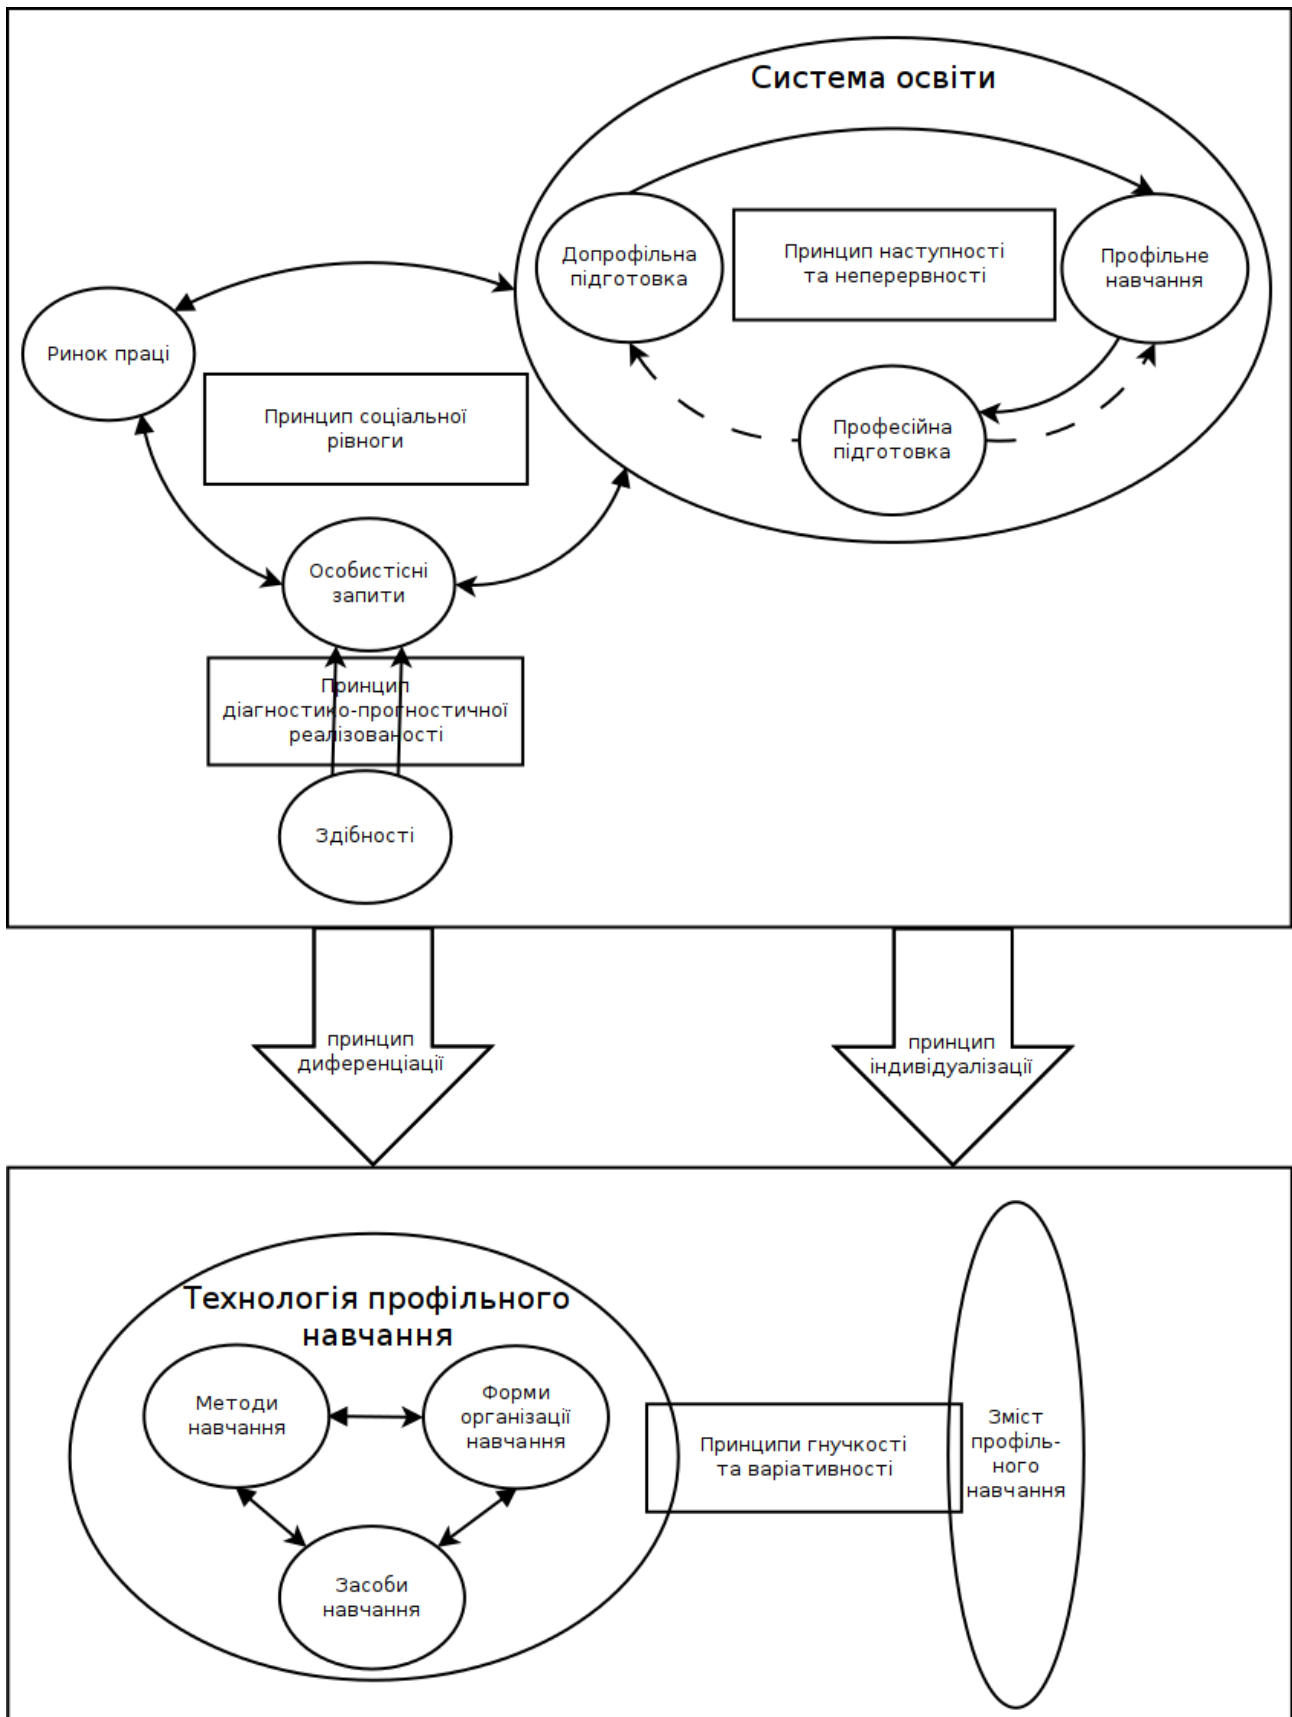 Система освіти
Допрофільна
підготовка
Принцип наступності
та неперервності
Профільне
навчання
Ринок праці
Принцип соціальної
рівноги
Професійна
підготовка
Особистісні
запити
Принцип
діагностико-прогностичної
реалізованості
Здібності
принцип
диференціації
принцип
індивідуалізації
Технологія профільного
навчання
Методи
навчання
Форми
організації
навчання
Засоби
навчання
Принципи гнучкості
та варіативності
Зміст
профіль-
ного
навчання